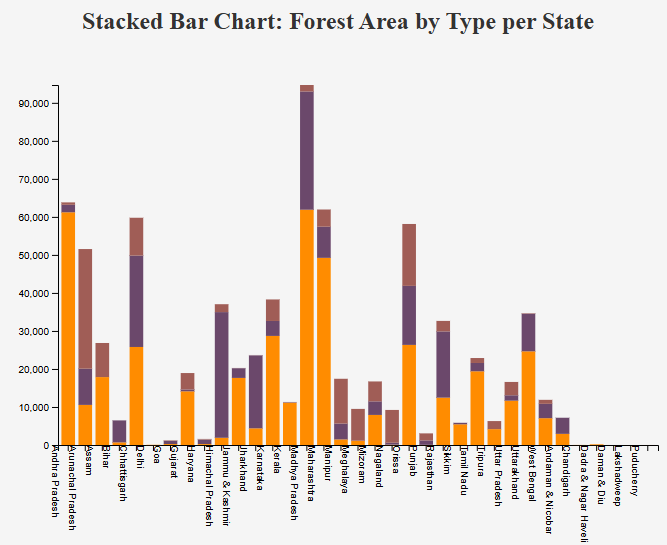 Stacked Bar Chart: Forest Area by Type per State
90,000
80,000
70,000
60,000
50,000
40,000
30,000
20,000
10,000
0
Andhra Pradesh
Arunachal Pradesh
Assam
Bihar
Chhattisgarh
Delhi
Goa
Gujarat
Haryana
Himachal Pradesh
Jammu & Kashmir
Jharkhand
Karnataka
Kerala
Madhya Pradesh
Maharashtra
Manipur
Meghalaya
Mizoram
Nagaland
Orissa
Punjab
Rajasthan
Sikkim
Tamil Nadu
Tripura
Uttar Pradesh
Uttarakhand
West Bengal
Andaman & Nicobar
Chandigarh
Dadra & Nagar Haveli
Daman & Diu
Lakshadweep
Puducherry